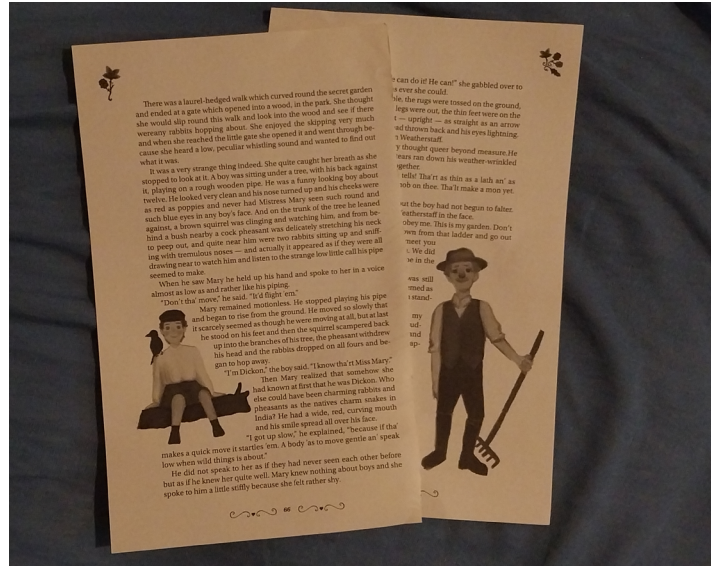 There was a laurel-hedged walk which curved round the secret garden
and ended at a gate which opened into a wood, in the park. She thought
she would slip round this walk and look into the wood and see if there
wereany rabbits hopping about. She enjoyed the skipping very much
and when she reached the little gate she opened it and went through be-
cause she heard a low, peculiar whistling sound and wanted to find out
what it was.
It was a very strange thing indeed. She quite caught her breath as she
stopped to look at it. A boy was sitting under a tree, with his back against
it, playing on a rough wooden pipe. He was a funny looking boy about
twelve. He looked very clean and his nose turned up and his cheeks were
as red as poppies and never had Mistress Mary seen such round and
such blue eyes in any boy's face. And on the trunk of the tree he leaned
against, a brown squirrel was clinging and watching him, and from be-
hind a bush nearby a cock pheasant was delicately stretching his neck
to peep out, and quite near him were two rabbits sitting up and sniff-
ing with tremulous noses — and actually it appeared as if they were all
drawing near to watch him and listen to the strange low little call his pipe
seemed to make.
When he saw Mary he held up his hand and spoke to her in a voice
almost as low as and rather like his piping.
"Don't tha' move," he said. "It'd flight 'em."
Mary remained motionless. He stopped playing his pipe
and began to rise from the ground. He moved so slowly that
it scarcely seemed as though he were moving at all, but at last
he stood on his feet and then the squirrel scampered back
up into the branches of his tree, the pheasant withdrew
his head and the rabbits dropped on all fours and be-
gan to hop away.
"I'm Dickon," the boy said. "I know tha'rt Miss Mary."
Then Mary realized that somehow she
had known at first that he was Dickon. Who
else could have been charming rabbits and
pheasants as the natives charm snakes in
India? He had a wide, red, curving mouth
and his smile spread all over his face.
"I got up slow," he explained, "because if tha'
makes a quick move it startles 'em. A body 'as to move gentle an' speak
low when wild things is about."
He did not speak to her as if they had never seen each other before
but as if he knew her quite well. Mary knew nothing about boys and she
spoke to him a little stiffly because she felt rather shy.
66
can do it! He can!" she gabbled over to
ever she could.
the rugs were tossed on the ground,
legs were out, the thin feet were on the
— upright — as straight as an arrow
head thrown back and his eyes lightning.
Weatherstaff.
thought queer beyond measure. He
ran down his weather-wrinkled
tells! Tha'rt as thin as a lath an' as
on thee. Tha'll make a mon yet.
but the boy had not begun to falter.
Weatherstaff in the face.
obey me. This is my garden. Don't
down from that ladder and go out
meet you
We did
in the
was still
as
stand-
my
and